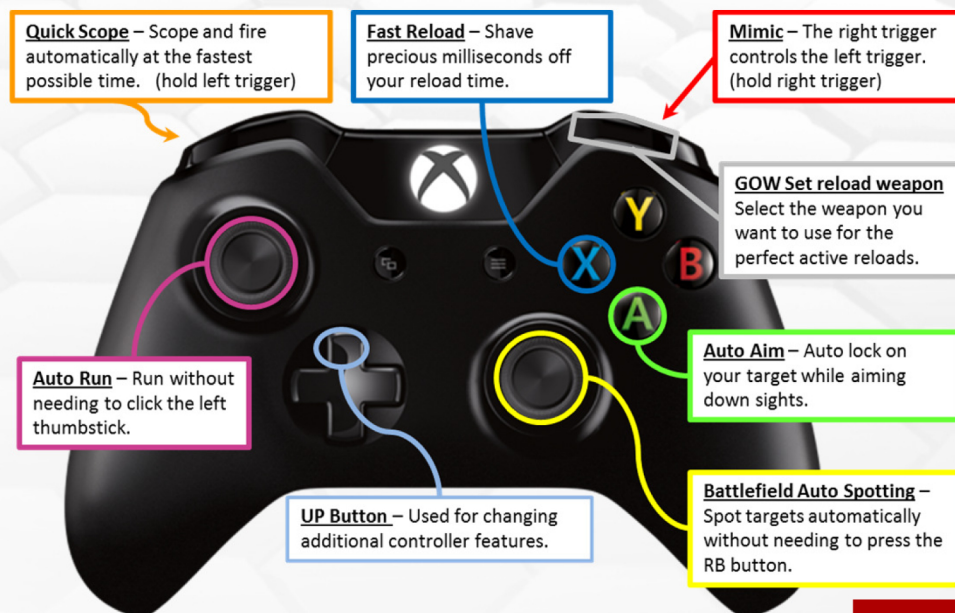 Quick Scope – Scope and fire
automatically at the fastest
possible time.   (hold left trigger)
Fast Reload – Shave
precious milliseconds off
your reload time.
Mimic – The right trigger
controls the left trigger.
(hold right trigger)
GOW Set reload weapon
Select the weapon you
want to use for the
perfect active reloads.
Y
X
B
A
Auto Run – Run without
needing to click the left
thumbstick.
Auto Aim – Auto lock on
your target while aiming
down sights.
UP Button – Used for changing
additional controller features.
Battlefield Auto Spotting –
Spot targets automatically
without needing to press the
RB button.